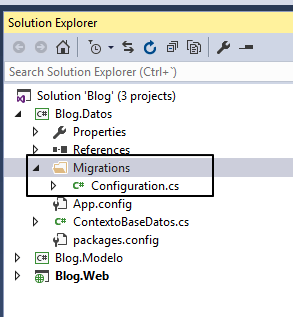 Solution Explorer
Search Solution Explorer (Ctrl+`)
Solution 'Blog' (3 projects)
C# Blog.Datos
Properties
References
Migrations
C# Configuration.cs
App.config
C# ContextoBaseDatos.cs
packages.config
C# Blog.Modelo
Blog.Web